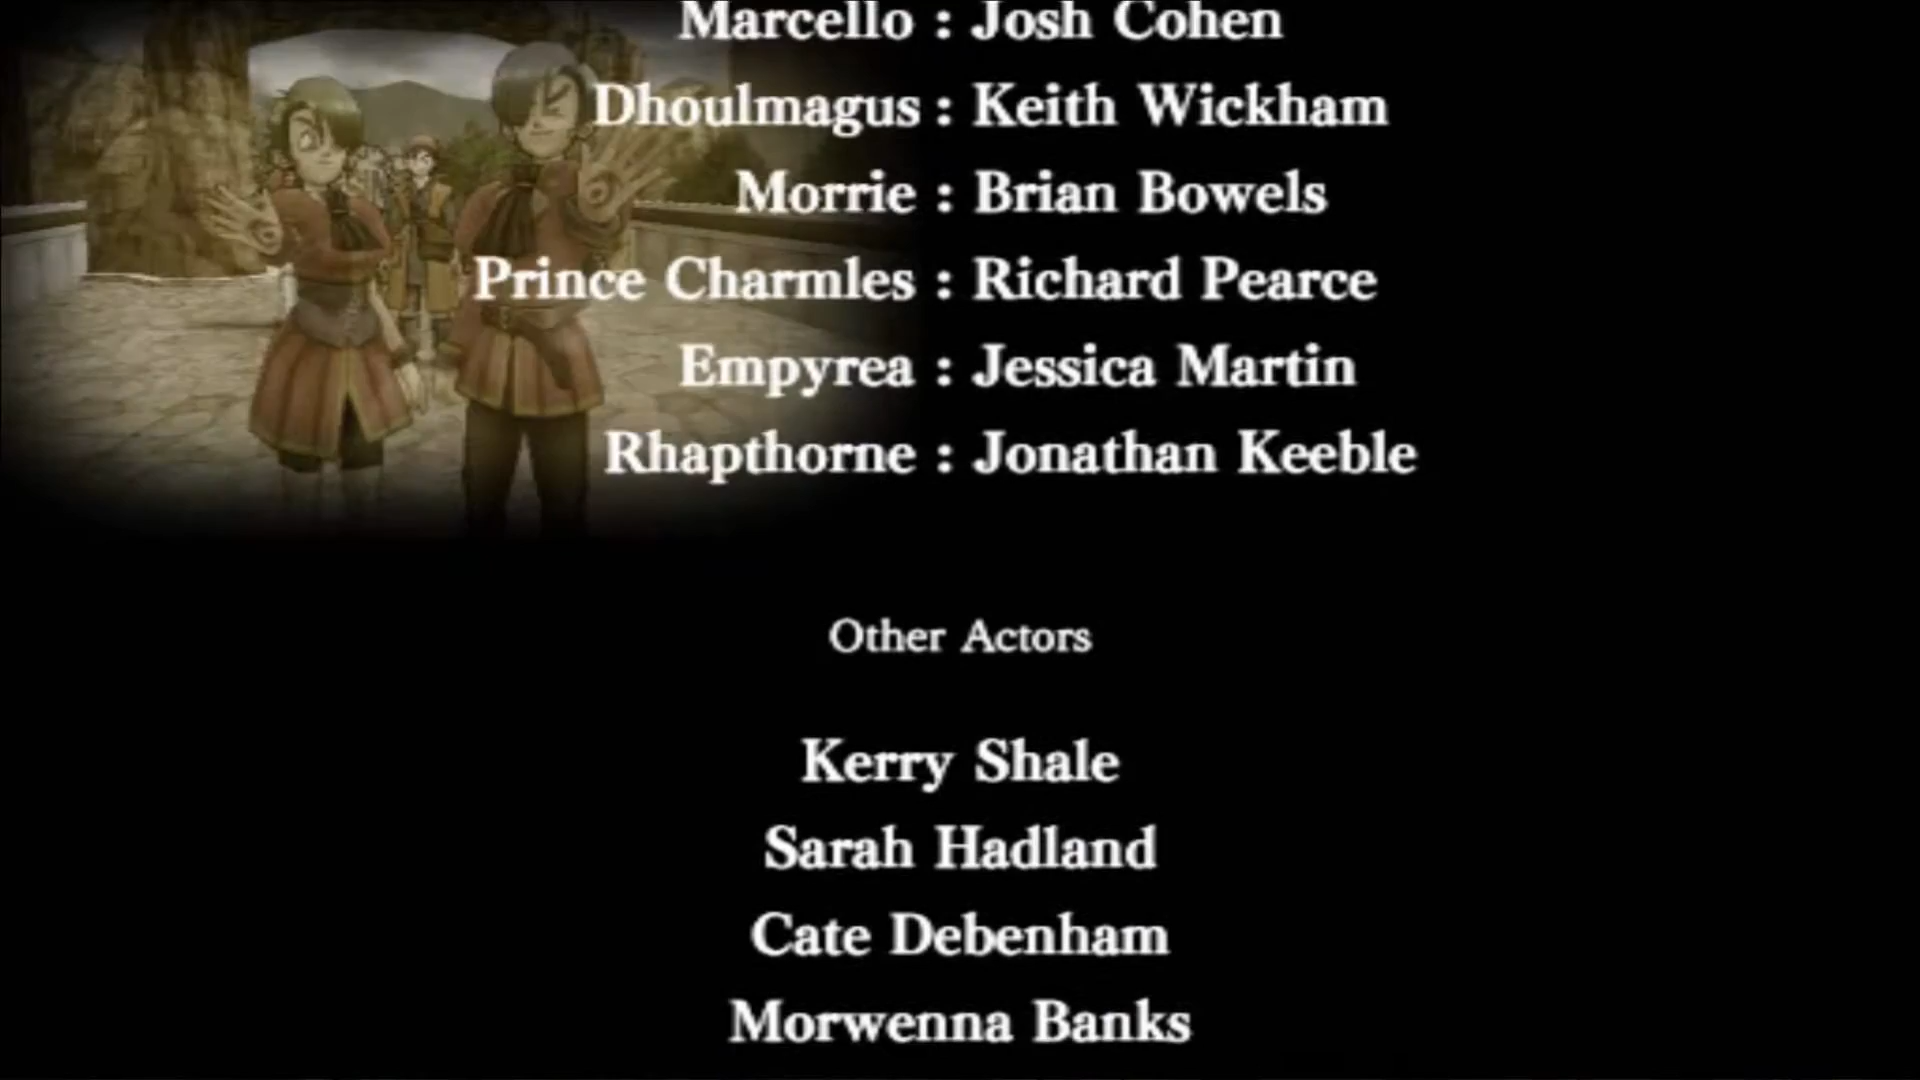 Marcello : Josh Cohen
Dhoulmagus : Keith Wickham
Morrie : Brian Bowels
Prince Charmles : Richard Pearce
Empyrea : Jessica Martin
Rhapthorne : Jonathan Keeble
Other Actors
Kerry Shale
Sarah Hadland
Cate Debenham
Morwenna Banks